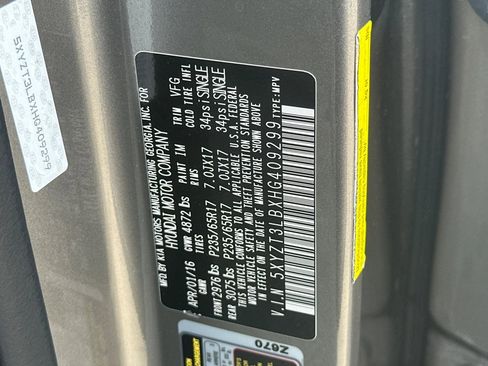 5XYZT3LBXHG409299
MFD. BY KIA MOTORS MANUFACTURING GEORGIA, INC. FOR
HYUNDAI MOTOR COMPANY
APR/01/16 GVWR 4872 lbs PAINT IM TRIM VFG
GAWR TIRES RIMS COLD TIRE INFL
FRONT 2976 lbs P235/65R17 7.0JX17 34psi SINGLE
REAR 3075 lbs P235/65R17 7.0JX17 34psi SINGLE
THIS VEHICLE CONFORMS TO ALL APPLICABLE U.S.A. FEDERAL
MOTOR VEHICLE SAFETY AND THEFT PREVENTION STANDARDS
IN EFFECT ON THE DATE OF MANUFACTURE SHOWN ABOVE.
V.I.N 5XYZT3LBXHG409299 TYPE: MPV
Z670